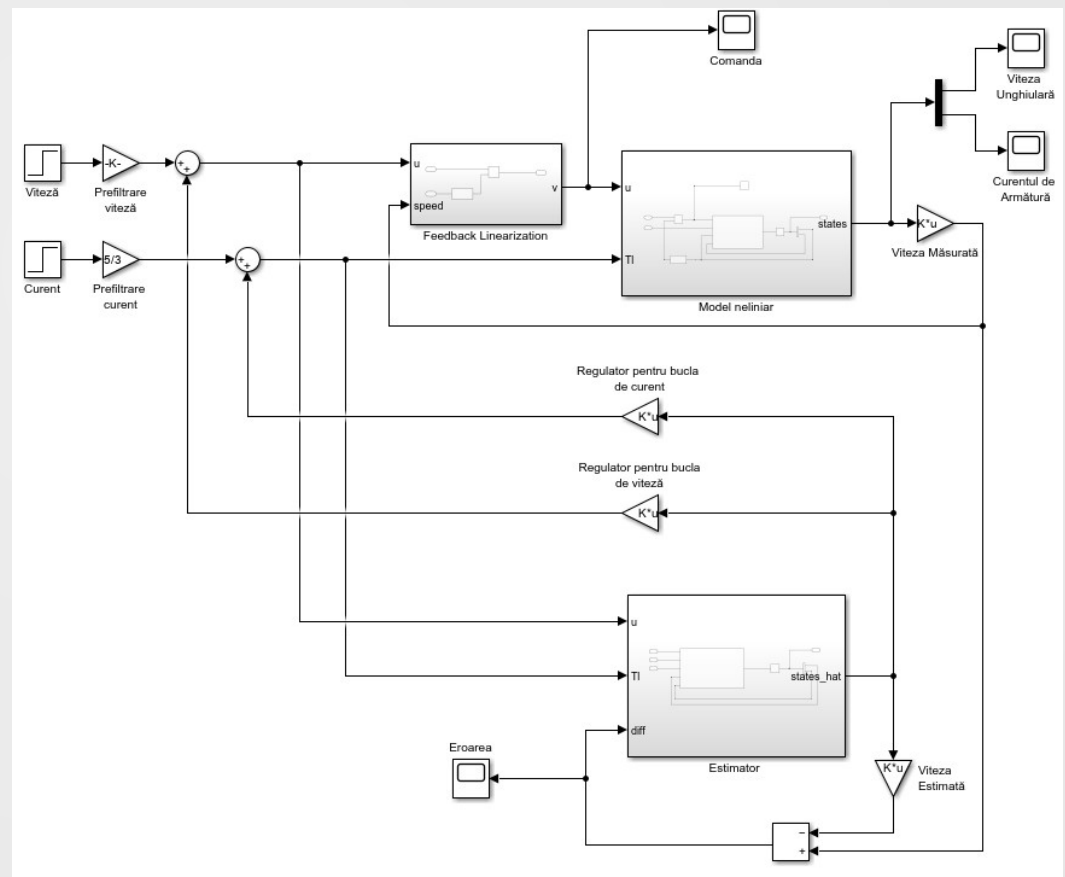 Comanda
Viteza
Unghiulară
Curentul de
Armătură
Viteză
-K-
Prefiltrare
viteză
+
+
u
speed
v
Feedback Linearization
u
Tl
states
Model neliniar
K*u
Viteza Măsurată
Curent
5/3
Prefiltrare
curent
+
+
Regulator pentru bucla
de curent
K*u
Regulator pentru bucla
de viteză
K*u
u
Tl
diff
states_hat
Estimator
Eroarea
K*u
Viteza
Estimată
−
+